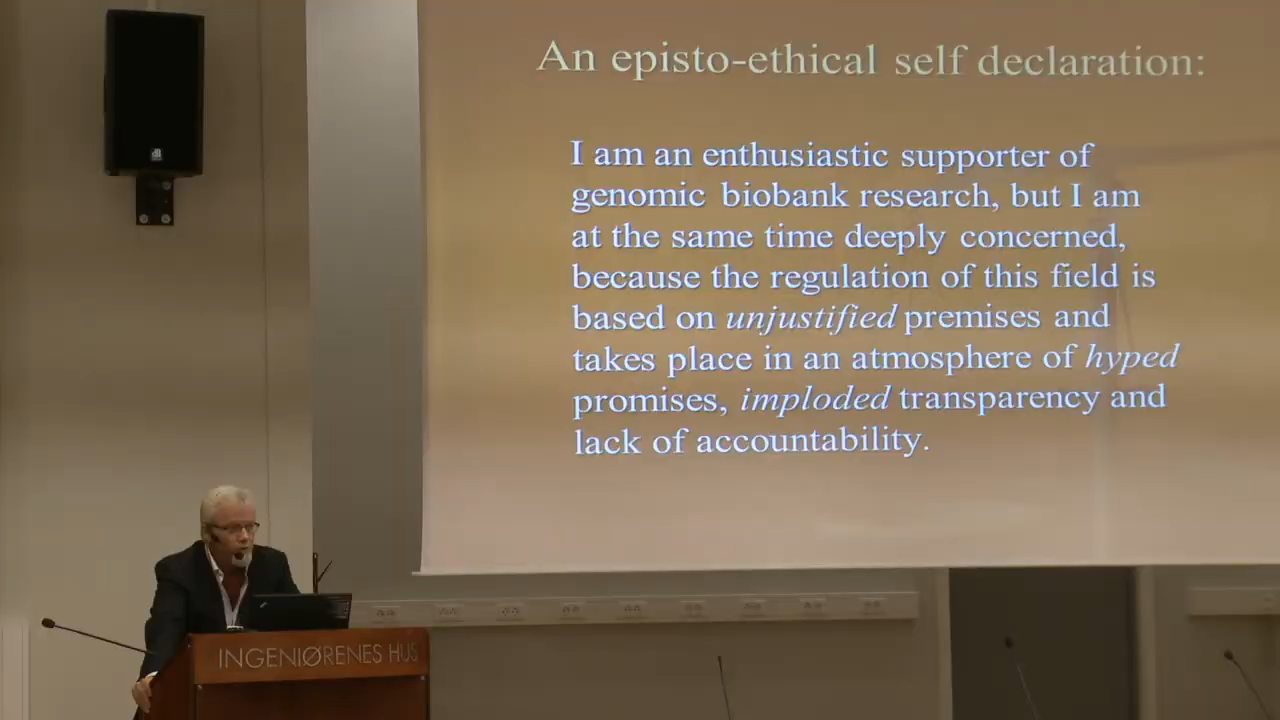 An episto-ethical self declaration:
I am an enthusiastic supporter of
genomic biobank research, but I am
at the same time deeply concerned,
because the regulation of this field is
based on unjustified premises and
takes place in an atmosphere of hyped
promises, imploded transparency and
lack of accountability.
INGENIØRENES HUS